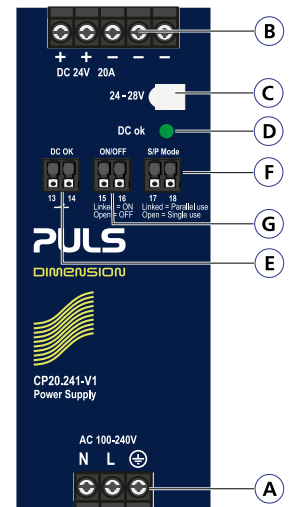 B
+ + − − −
DC 24V 20A
24–28V
C
DC ok
D
DC OK ON/OFF S/P Mode
F
13 14 15 16 17 18
Linked = ON Linked = Parallel use
Open = OFF Open = Single use
G
PULS
E
DIMENSION
CP20.241-V1
Power Supply
AC 100-240V
N L
A